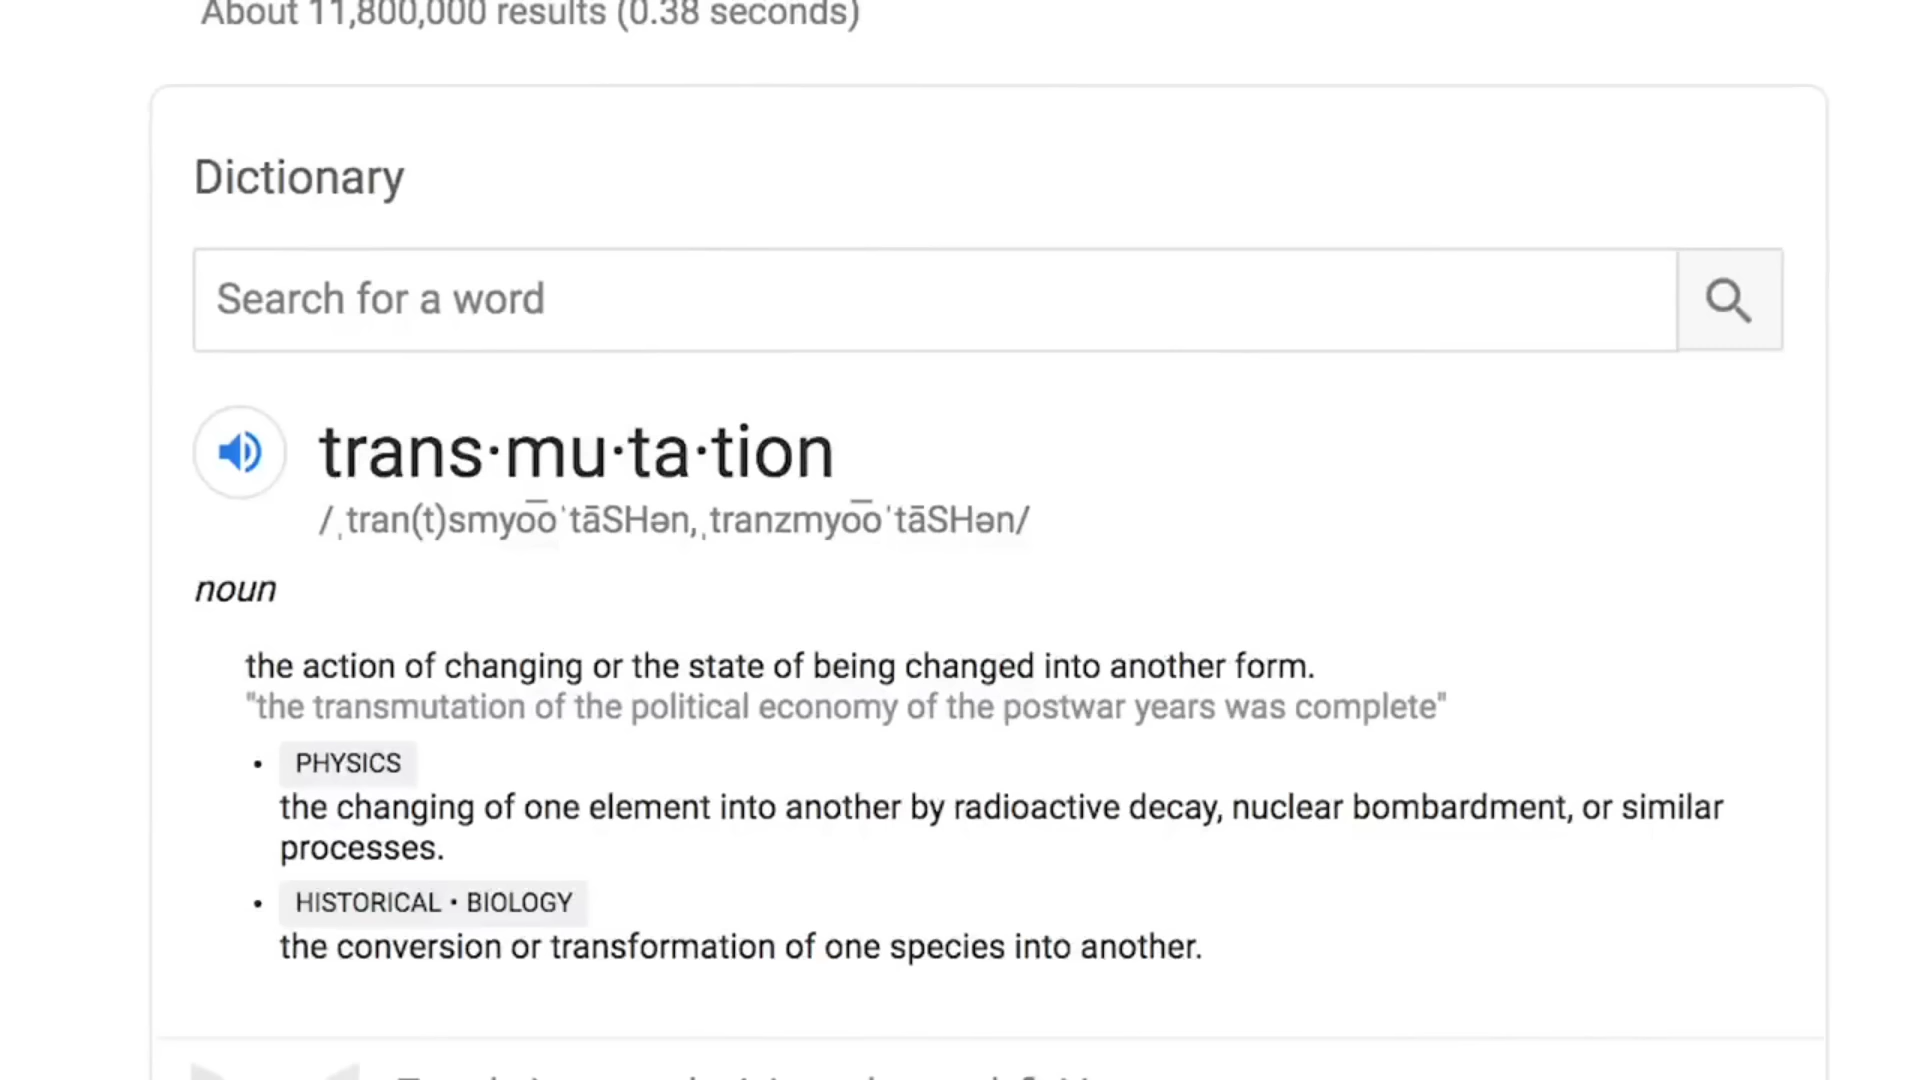 About 11,800,000 results (0.38 seconds)
Dictionary
Search for a word
trans·mu·ta·tion
/ˌtran(t)smyo͞oˈtāSHən,ˌtranzmyo͞oˈtāSHən/
noun
the action of changing or the state of being changed into another form.
"the transmutation of the political economy of the postwar years was complete"
• PHYSICS
the changing of one element into another by radioactive decay, nuclear bombardment, or similar
processes.
• HISTORICAL • BIOLOGY
the conversion or transformation of one species into another.